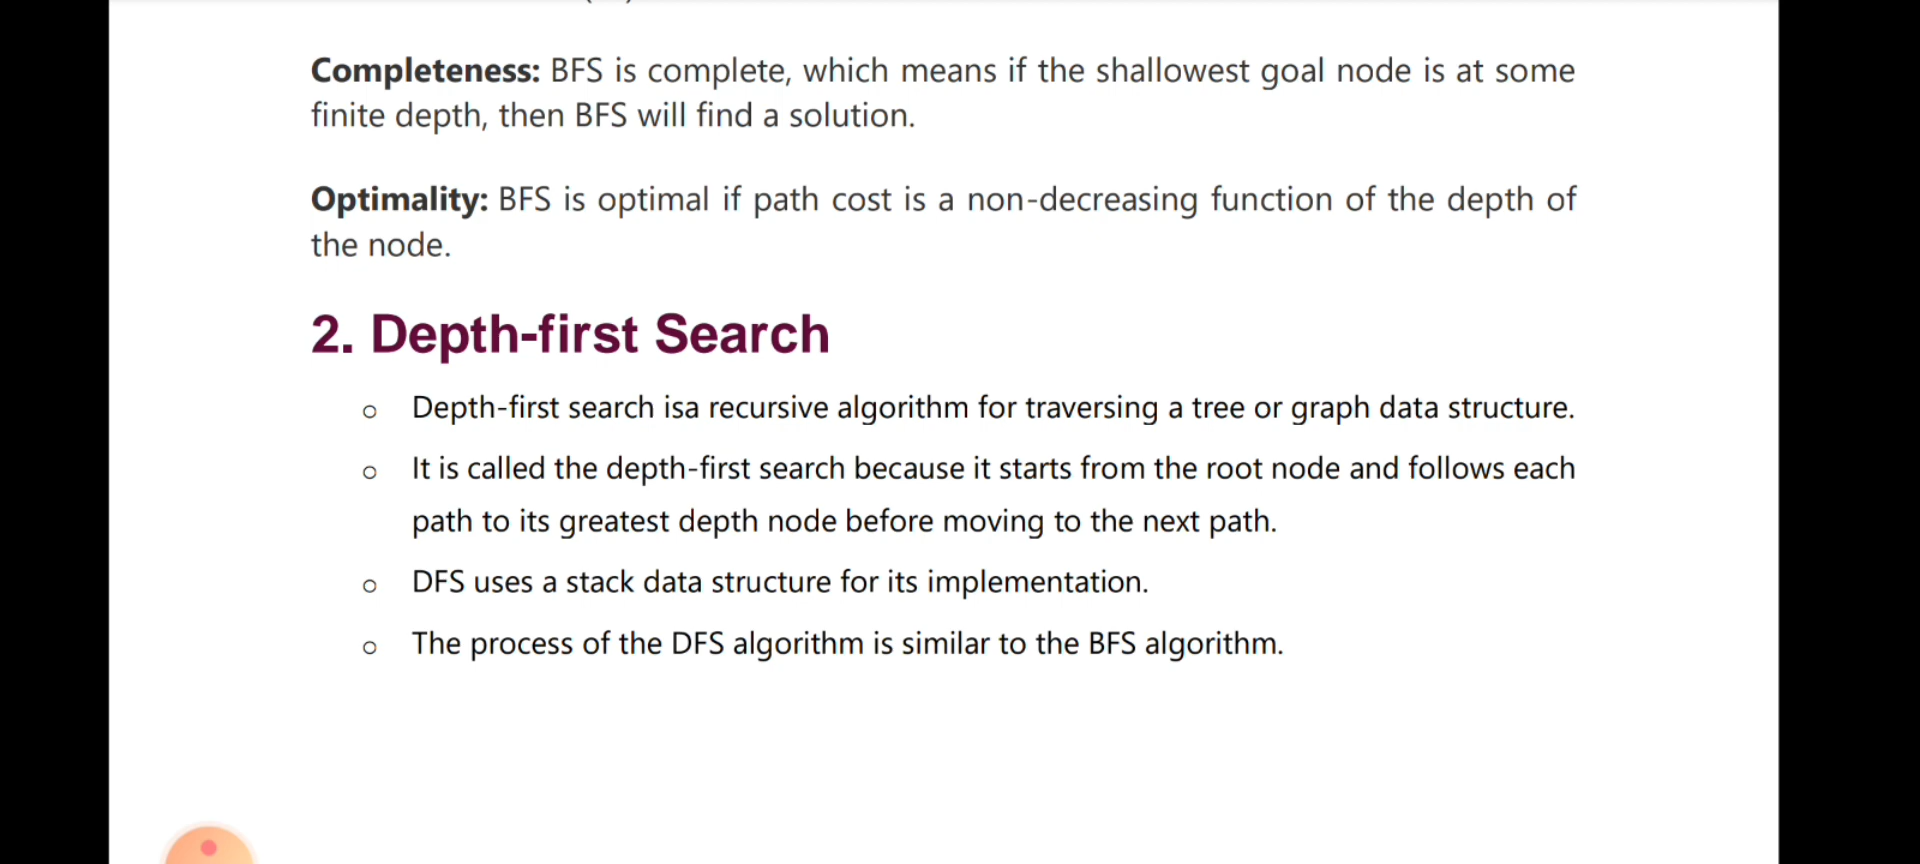 Completeness: BFS is complete, which means if the shallowest goal node is at some
finite depth, then BFS will find a solution.
Optimality: BFS is optimal if path cost is a non-decreasing function of the depth of
the node.
2. Depth-first Search
o Depth-first search isa recursive algorithm for traversing a tree or graph data structure.
o It is called the depth-first search because it starts from the root node and follows each
path to its greatest depth node before moving to the next path.
o DFS uses a stack data structure for its implementation.
o The process of the DFS algorithm is similar to the BFS algorithm.